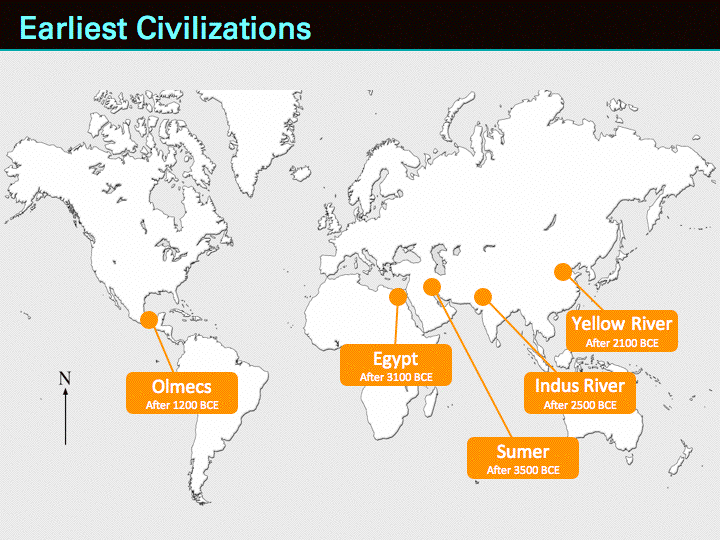 Earliest Civilizations
N
Yellow River
After 2100 BCE
Egypt
After 3100 BCE
Olmecs
After 1200 BCE
Indus River
After 2500 BCE
Sumer
After 3500 BCE